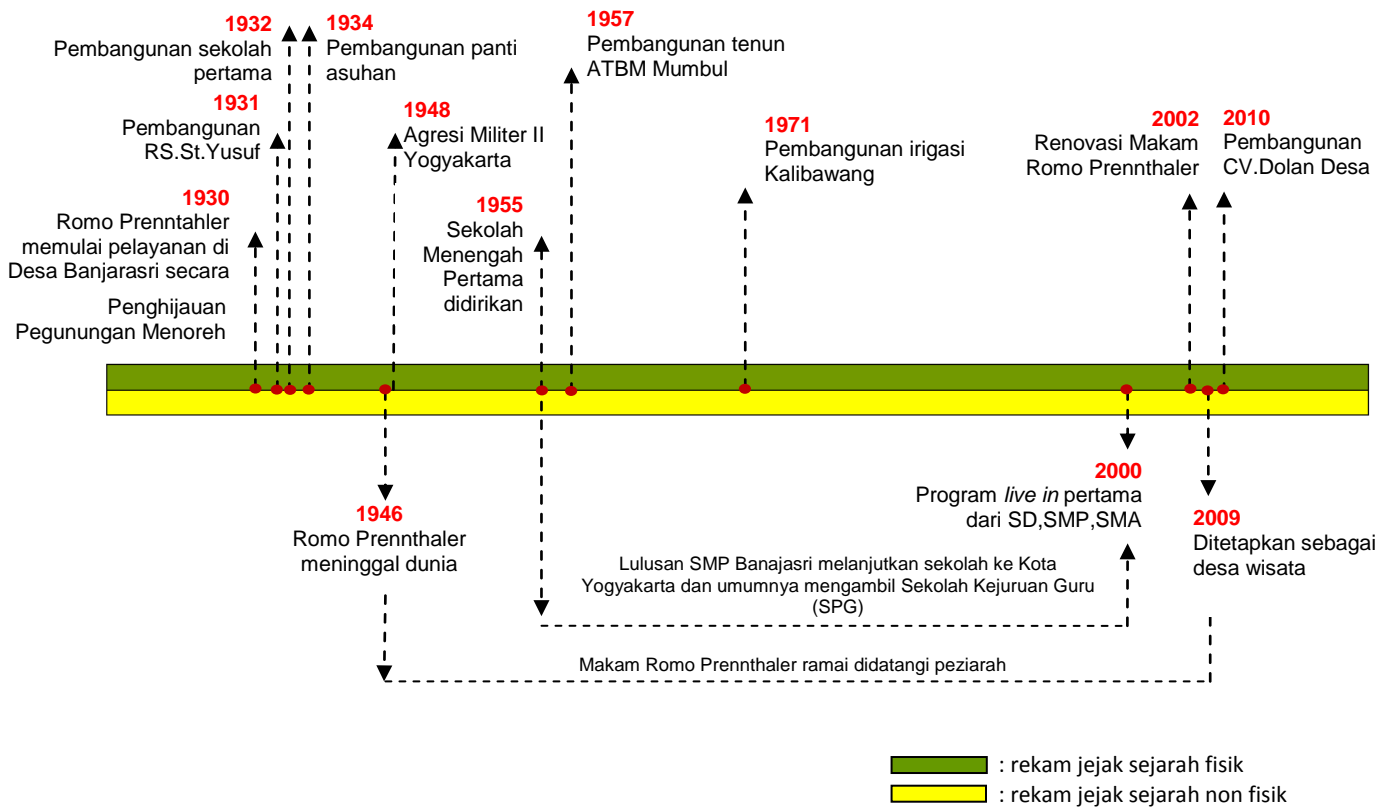 1932
Pembangunan sekolah
pertama
1934
Pembangunan panti
asuhan
1957
Pembangunan tenun
ATBM Mumbul
1931
Pembangunan
RS.St.Yusuf
1948
Agresi Militer II
Yogyakarta
1971
Pembangunan irigasi
Kalibawang
2002
Renovasi Makam
Romo Prennthaler
2010
Pembangunan
CV.Dolan Desa
1930
Romo Prenntahler
memulai pelayanan di
Desa Banjarasri secara
Penghijauan
Pegunungan Menoreh
1955
Sekolah
Menengah
Pertama
didirikan
1946
Romo Prennthaler
meninggal dunia
2000
Program live in pertama
dari SD,SMP,SMA
2009
Ditetapkan sebagai
desa wisata
Lulusan SMP Banajasri melanjutkan sekolah ke Kota
Yogyakarta dan umumnya mengambil Sekolah Kejuruan Guru
(SPG)
Makam Romo Prennthaler ramai didatangi peziarah
: rekam jejak sejarah fisik
: rekam jejak sejarah non fisik